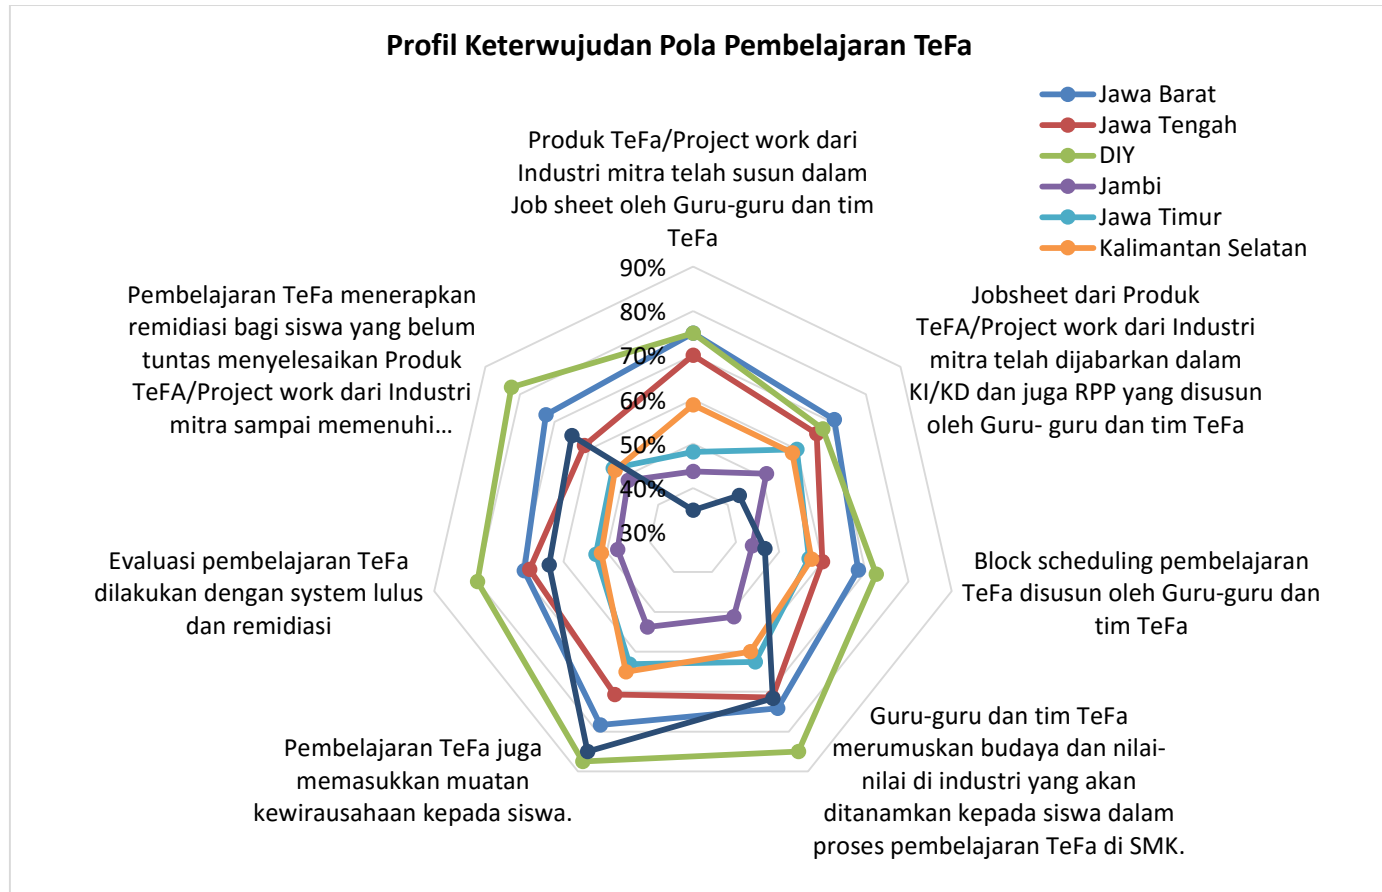 Profil Keterwujudan Pola Pembelajaran TeFa
Jawa Barat
Jawa Tengah
DIY
Jambi
Jawa Timur
Kalimantan Selatan
Produk TeFa/Project work dari
Industri mitra telah susun dalam
Job sheet oleh Guru-guru dan tim
TeFa
Jobsheet dari Produk
TeFA/Project work dari Industri
mitra telah dijabarkan dalam
KI/KD dan juga RPP yang disusun
oleh Guru- guru dan tim TeFa
Block scheduling pembelajaran
TeFa disusun oleh Guru-guru dan
tim TeFa
Guru-guru dan tim TeFa
merumuskan budaya dan nilai-
nilai di industri yang akan
ditanamkan kepada siswa dalam
proses pembelajaran TeFa di SMK.
Pembelajaran TeFa juga
memasukkan muatan
kewirausahaan kepada siswa.
Evaluasi pembelajaran TeFa
dilakukan dengan system lulus
dan remidiasi
Pembelajaran TeFa menerapkan
remidiasi bagi siswa yang belum
tuntas menyelesaikan Produk
TeFA/Project work dari Industri
mitra sampai memenuhi...
90%
80%
70%
60%
50%
40%
30%